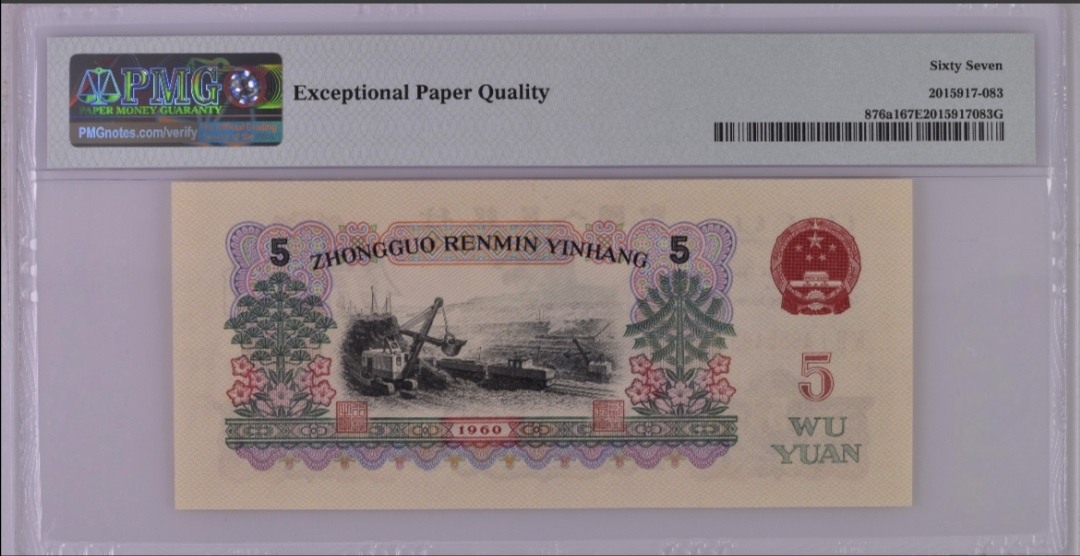 PMG
PAPER MONEY GUARANTY
PMGnotes.com/verify
Exceptional Paper Quality
Sixty Seven
2015917-083
876a167E2015917083G
5 ZHONGGUO RENMIN YINHANG 5
1960
5
WU
YUAN